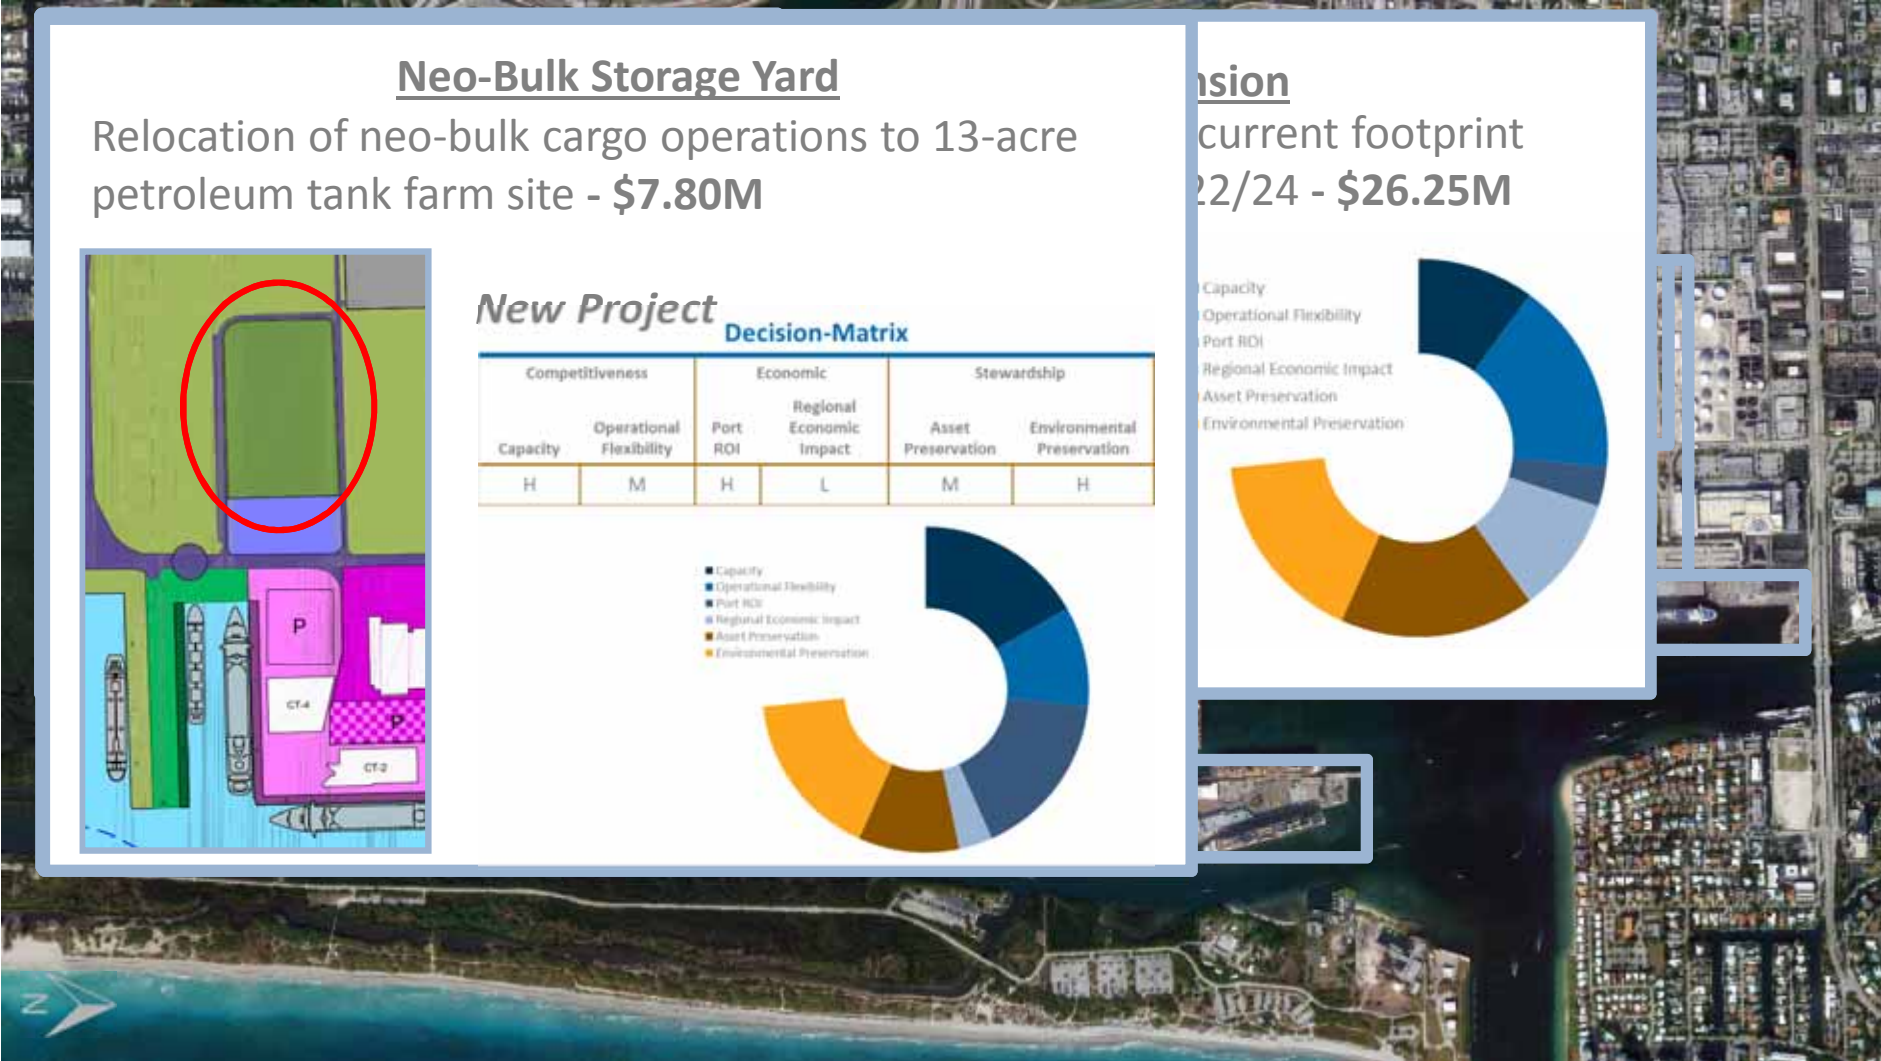 Neo-Bulk Storage Yard
Relocation of neo-bulk cargo operations to 13-acre
petroleum tank farm site - $7.80M
New Project
Decision-Matrix
Competitiveness Economic Stewardship
Capacity Operational Flexibility Port ROI Regional Economic Impact Asset Preservation Environmental Preservation
H M H L M H
Capacity
Operational Flexibility
Port ROI
Regional Economic Impact
Asset Preservation
Environmental Preservation
P
CT-4
P
CT-2
nsion
current footprint
22/24 - $26.25M
Capacity
Operational Flexibility
Port ROI
Regional Economic Impact
Asset Preservation
Environmental Preservation
N